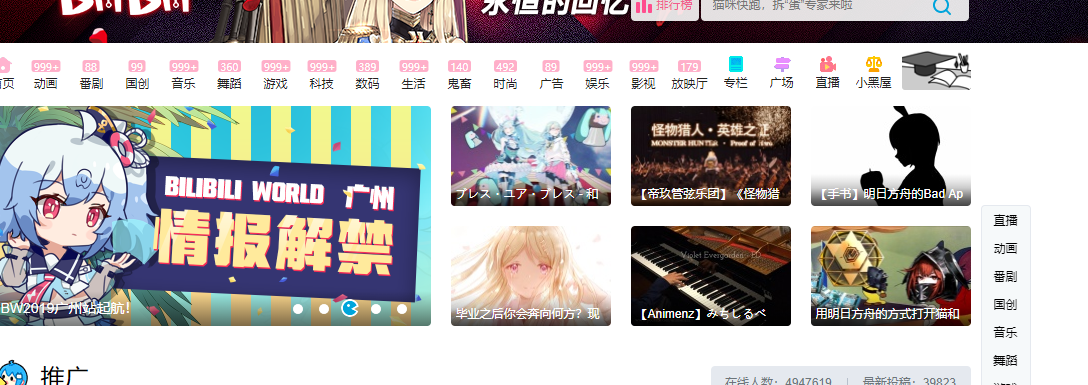 BILIBILI
永恒的回忆
排行榜
猫咪快跑，拆“蛋”专家来啦
999+ 88 99 999+ 360 999+ 999+ 389 999+ 140 492 89 999+ 999+ 179
首页 动画 番剧 国创 音乐 舞蹈 游戏 科技 数码 生活 鬼畜 时尚 广告 娱乐 影视 放映厅 专栏 广场 直播 小黑屋
BILIBILI WORLD 广州
情报解禁
BW2019广州站起航！
プレス・ユア・プレス - 和
怪物猎人·英雄之证
MONSTER HUNTER · Proof of a Hero
【帝玖管弦乐团】《怪物猎
【手书】明日方舟的Bad Ap
毕业之后你会奔向何方？现
Violet Evergarden - ED
【Animenz】みちしるべ
用明日方舟的方式打开猫和
直播
动画
番剧
国创
音乐
舞蹈
推广
在线人数：4947619 | 最新投稿：39823